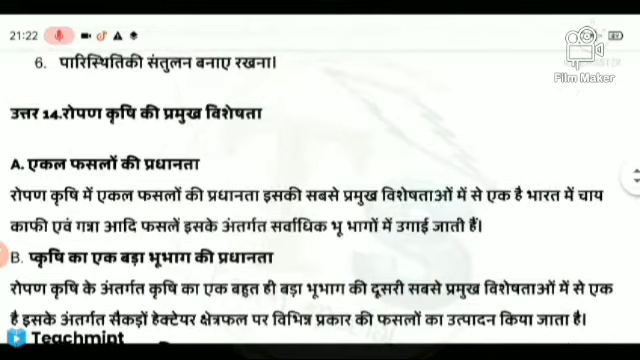 21:22
Film Maker
6. पारिस्थितिकी संतुलन बनाए रखना।
उत्तर 14.रोपण कृषि की प्रमुख विशेषता
A. एकल फसलों की प्रधानता
रोपण कृषि में एकल फसलों की प्रधानता इसकी सबसे प्रमुख विशेषताओं में से एक है भारत में चाय
काफी एवं गन्ना आदि फसलें इसके अंतर्गत सर्वाधिक भू भागों में उगाई जाती हैं।
B. प्कृषि का एक बड़ा भूभाग की प्रधानता
रोपण कृषि के अंतर्गत कृषि का एक बहुत ही बड़ा भूभाग की दूसरी सबसे प्रमुख विशेषताओं में से एक
है इसके अंतर्गत सैकड़ों हेक्टेयर क्षेत्रफल पर विभिन्न प्रकार की फसलों का उत्पादन किया जाता है।
Teachmint